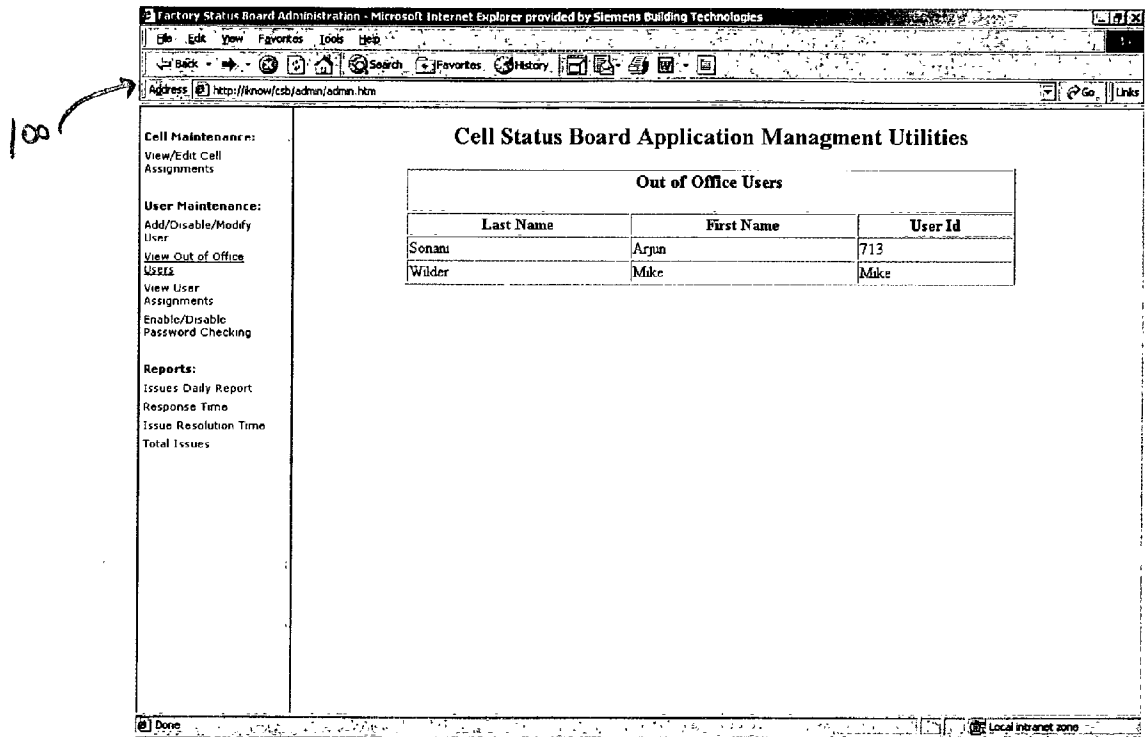 Factory Status Board Administration - Microsoft Internet Explorer provided by Siemens Building Technologies
File Edit View Favorites Tools Help
Back Search Favorites History
Address http://iknow/csb/admin/admin.htm Go Links
18
Cell Maintenance:
View/Edit Cell
Assignments
User Maintenance:
Add/Disable/Modify
User
View Out of Office
Users
View User
Assignments
Enable/Disable
Password Checking
Reports:
Issues Daily Report
Response Time
Issue Resolution Time
Total Issues
Cell Status Board Application Managment Utilities
Out of Office Users
Last Name First Name User Id
Sonani Arjun 713
Wilder Mike Mike
Done Local intranet zone